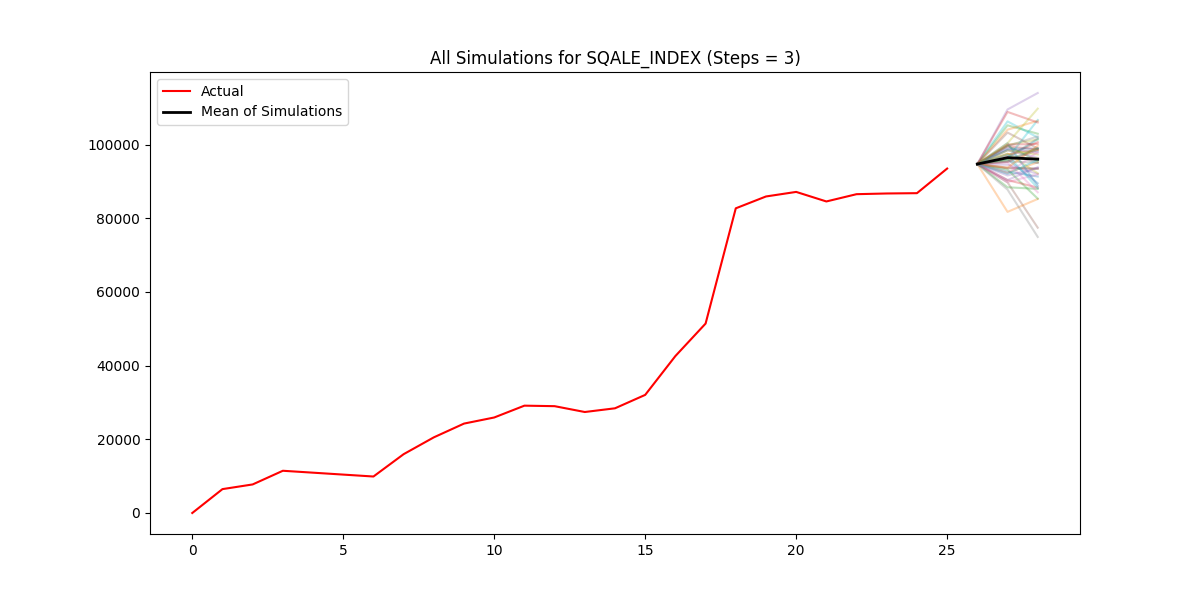 All Simulations for SQALE_INDEX (Steps = 3)
Actual
Mean of Simulations
100000
80000
60000
40000
20000
0
0 5 10 15 20 25